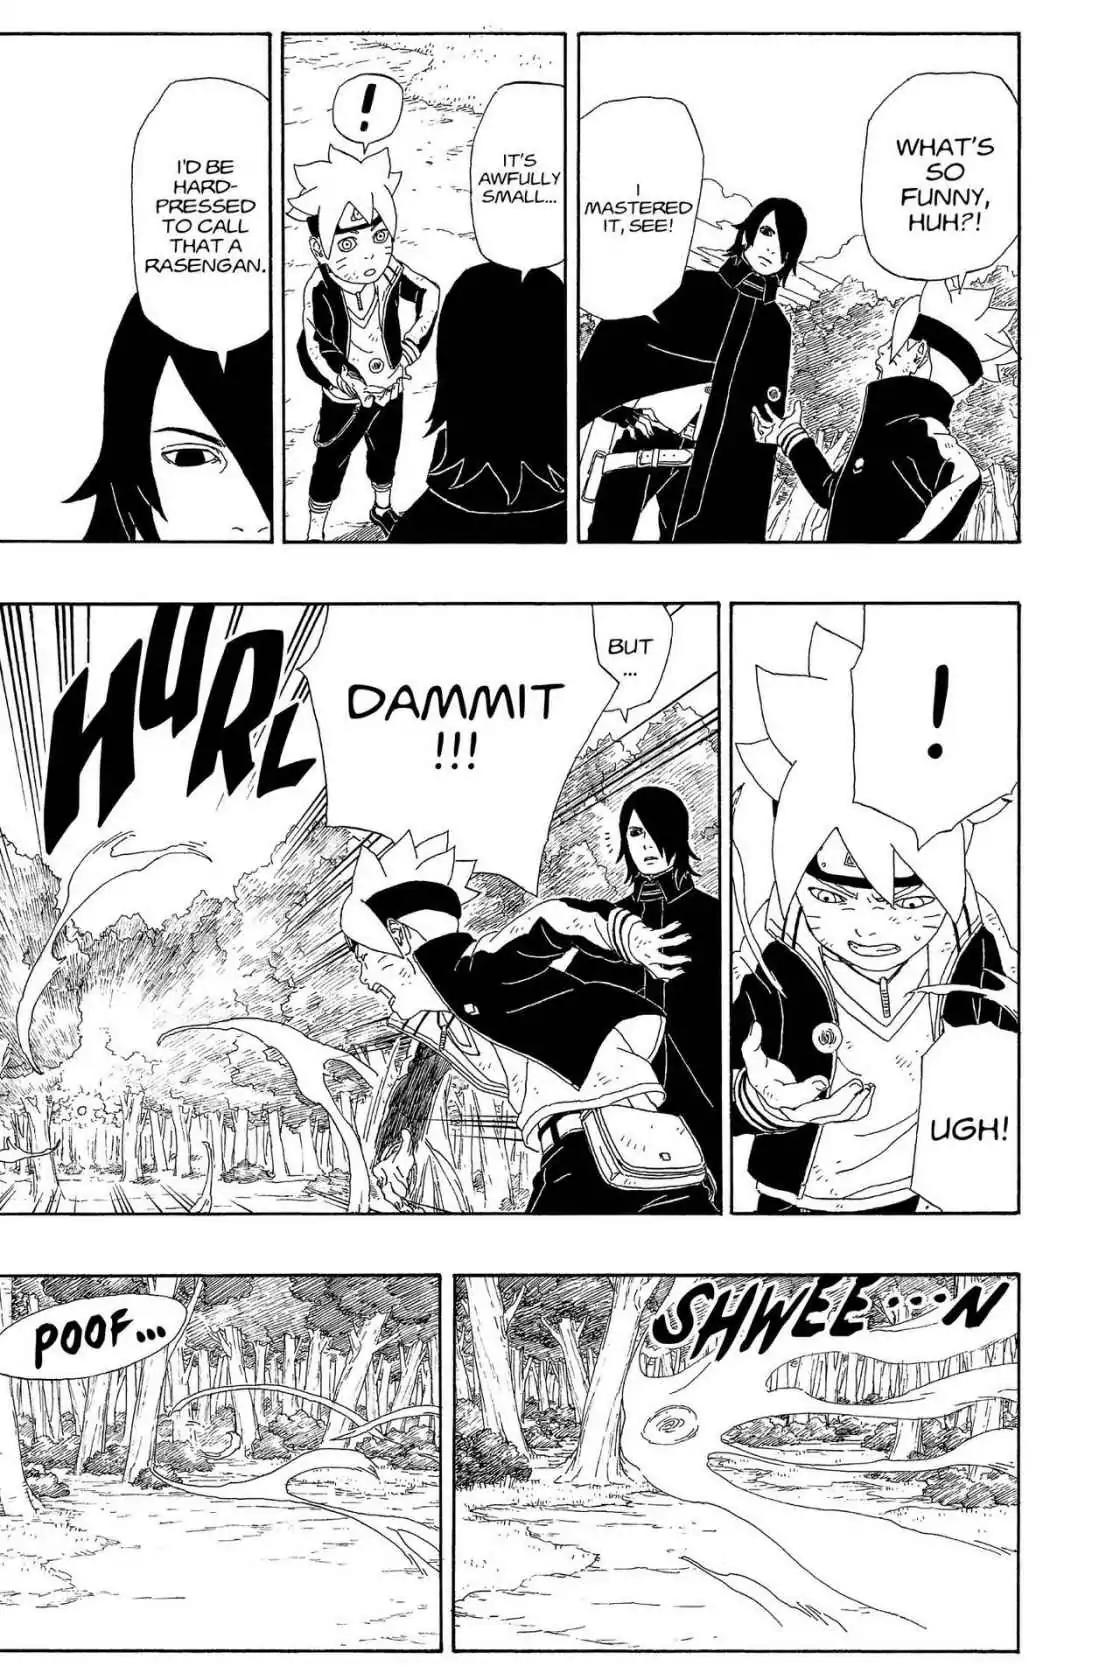 WHAT'S
SO
FUNNY,
HUH?!
I
MASTERED
IT, SEE!
IT'S
AWFULLY
SMALL...
!
I'D BE
HARD-
PRESSED
TO CALL
THAT A
RASENGAN.
!
UGH!
BUT
...
DAMMIT
!!!
HURL
SHWEE...N
POOF...